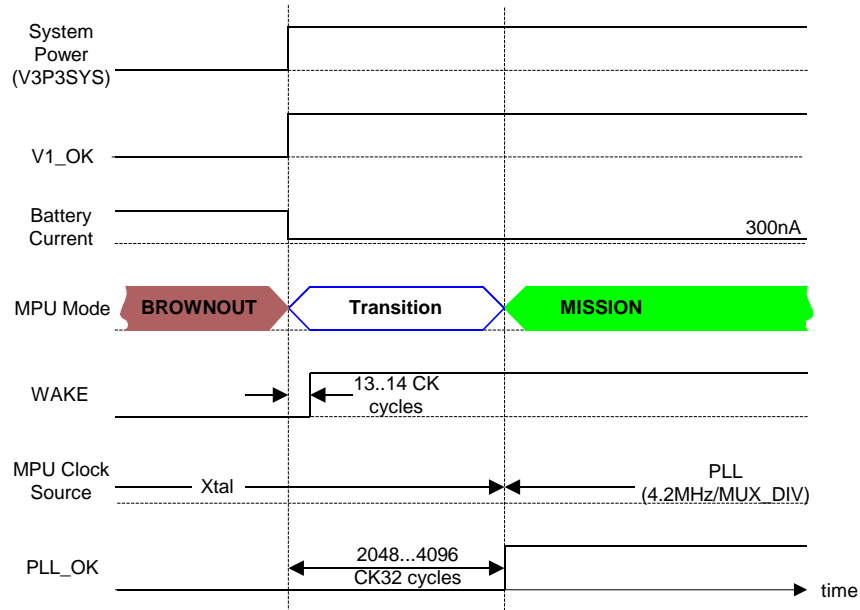 System
Power
(V3P3SYS)
V1_OK
Battery
Current
300nA
MPU Mode
BROWNOUT
Transition
MISSION
WAKE
13..14 CK
cycles
MPU Clock
Source
Xtal
PLL
(4.2MHz/MUX_DIV)
PLL_OK
2048...4096
CK32 cycles
time